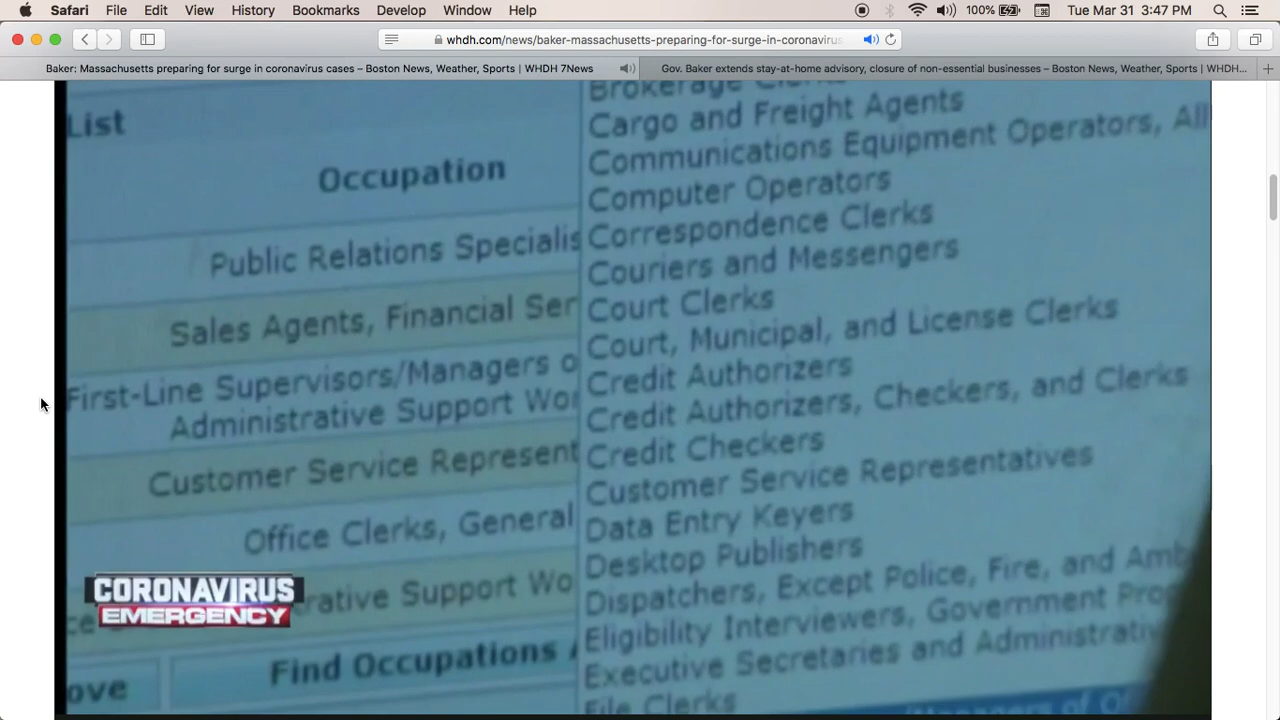 Safari File Edit View History Bookmarks Develop Window Help 100% Tue Mar 31 3:47 PM
whdh.com/news/baker-massachusetts-preparing-for-surge-in-coronavirus
Baker: Massachusetts preparing for surge in coronavirus cases – Boston News, Weather, Sports | WHDH 7News
Gov. Baker extends stay-at-home advisory, closure of non-essential businesses – Boston News, Weather, Sports | WHDH...
List
Occupation
Public Relations Specialis
Sales Agents, Financial Ser
First-Line Supervisors/Managers o
Administrative Support Wo
Customer Service Represent
Office Clerks, General
rative Support Wo
Find Occupations
ove
Brokerage Clerks
Cargo and Freight Agents
Communications Equipment Operators, All
Computer Operators
Correspondence Clerks
Couriers and Messengers
Court Clerks
Court, Municipal, and License Clerks
Credit Authorizers
Credit Authorizers, Checkers, and Clerks
Credit Checkers
Customer Service Representatives
Data Entry Keyers
Desktop Publishers
Dispatchers, Except Police, Fire, and Amb
Eligibility Interviewers, Government Pro
Executive Secretaries and Administrativ
File Clerks
CORONAVIRUS
EMERGENCY